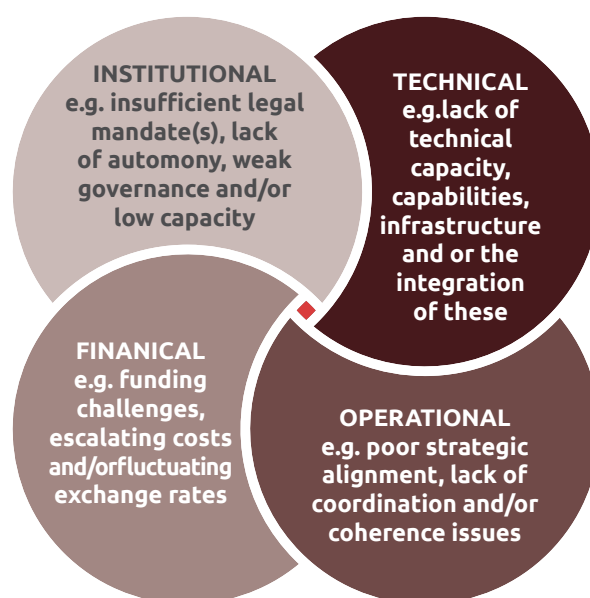 INSTITUTIONAL
e.g. insufficient legal
mandate(s), lack
of automomy, weak
governance and/or
low capacity
TECHNICAL
e.g.lack of
technical
capacity,
capabilities,
infrastructure
and or the
integration
of these
FINANICAL
e.g. funding
challenges,
escalating costs
and/orfluctuating
exchange rates
OPERATIONAL
e.g. poor strategic
alignment, lack of
coordination and/or
coherence issues